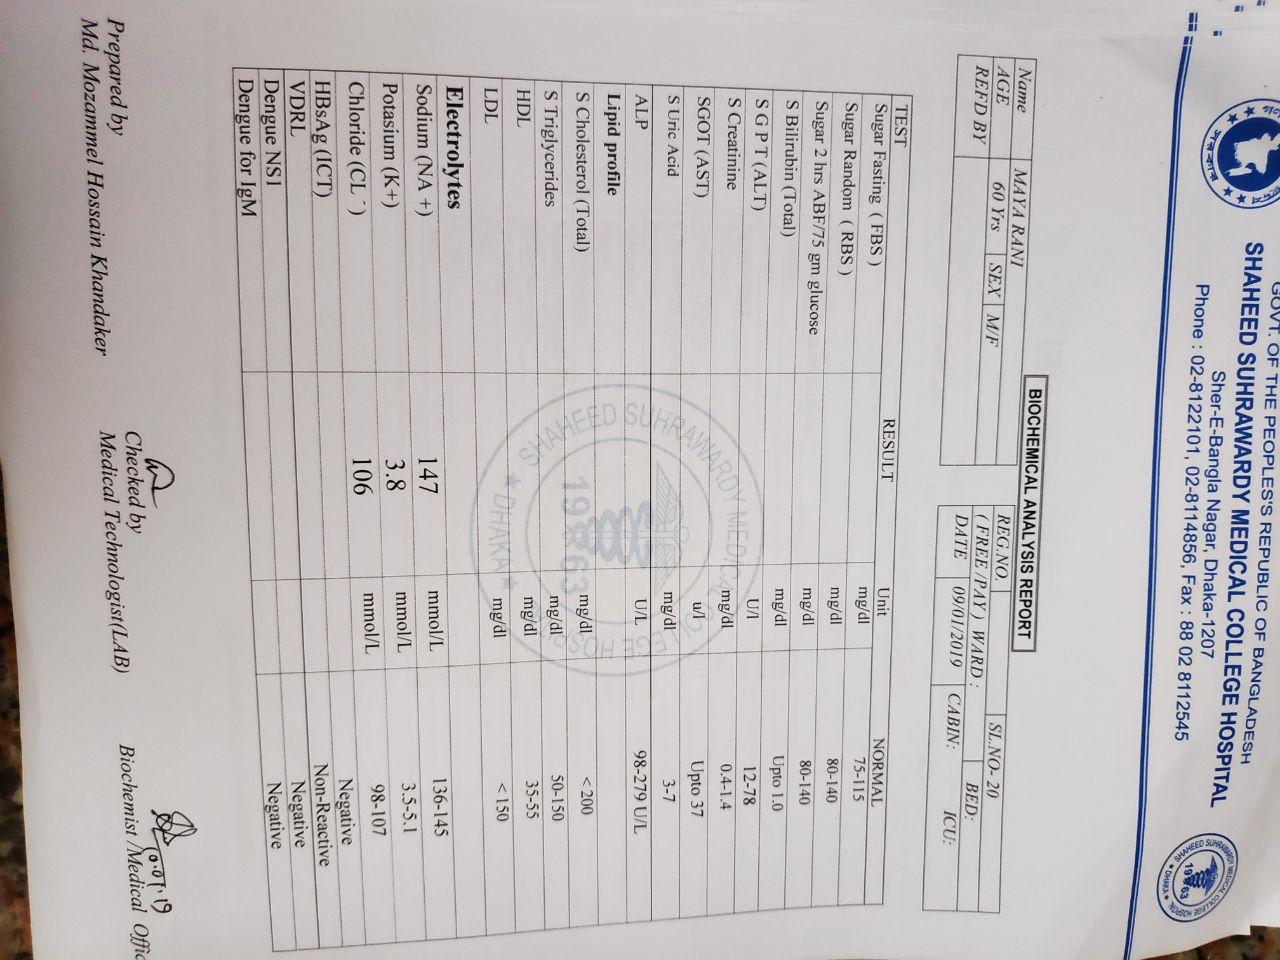 GOVT. OF THE PEOPLES'S REPUBLIC OF BANGLADESH
SHAHEED SUHRAWARDY MEDICAL COLLEGE HOSPITAL
Sher-E-Bangla Nagar, Dhaka-1207
Phone : 02-8122101, 02-8114856, Fax : 88 02 8112545
SHAHEED SUHRAWARDY MEDICAL COLLEGE HOSPITAL
1963
★ DHAKA ★
BIOCHEMICAL ANALYSIS REPORT
Name MAYA RANI
AGE 60 Yrs SEX M/F
REFD BY
REG.NO. SL.NO- 20
( FREE /PAY ) WARD : BED:
DATE 09/01/2019 CABIN: ICU:
TEST RESULT Unit NORMAL
Sugar Fasting ( FBS ) mg/dl 75-115
Sugar Random ( RBS ) mg/dl 80-140
Sugar 2 hrs ABF/75 gm glucose mg/dl 80-140
S Bilirubin (Total) mg/dl Upto 1.0
S G P T (ALT) U/l 12-78
S Creatinine mg/dl 0.4-1.4
SGOT (AST) u/l Upto 37
S Uric Acid mg/dl 3-7
ALP U/L 98-279 U/L
Lipid profile
S Cholesterol (Total) mg/dl < 200
S Triglycerides mg/dl 50-150
HDL mg/dl 35-55
LDL mg/dl < 150
Electrolytes
Sodium (NA +) 147 mmol/L 136-145
Potasium (K+) 3.8 mmol/L 3.5-5.1
Chloride (CL -) 106 mmol/L 98-107
HBsAg (ICT) Negative
VDRL Non-Reactive
Dengue NS1 Negative
Dengue for IgM Negative
SHAHEED SUHRAWARDY MEDICAL COLLEGE HOSPITAL
1963
★ DHAKA ★
Prepared by
Md. Mozammel Hossain Khandaker
Checked by
Medical Technologist(LAB)
Biochemist /Medical